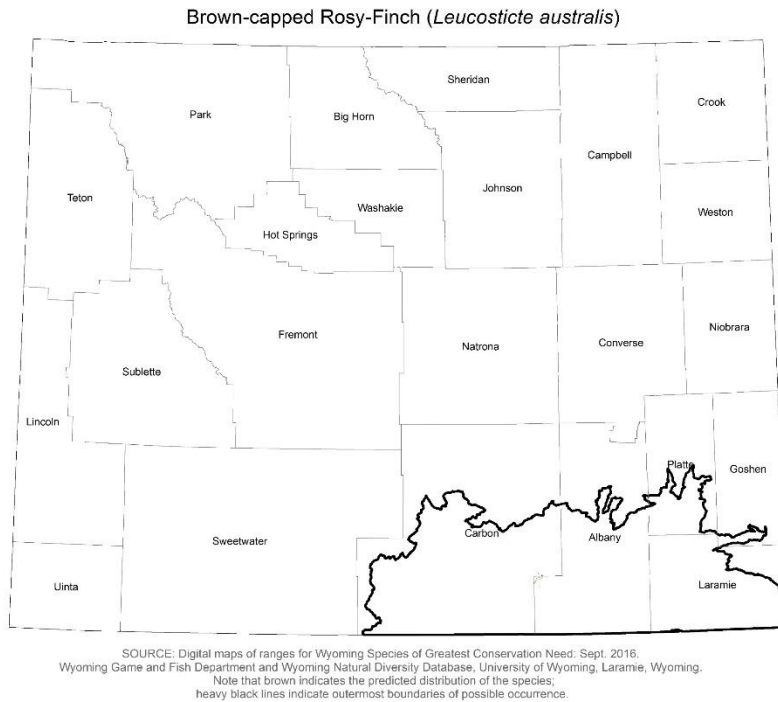 Brown-capped Rosy-Finch (Leucosticte australis)
Sheridan
Crook
Park
Big Horn
Campbell
Johnson
Teton
Washakie
Weston
Hot Springs
Fremont
Natrona
Converse
Niobrara
Sublette
Lincoln
Platte
Goshen
Sweetwater
Carbon
Albany
Uinta
Laramie
SOURCE: Digital maps of ranges for Wyoming Species of Greatest Conservation Need: Sept. 2016.
Wyoming Game and Fish Department and Wyoming Natural Diversity Database, University of Wyoming, Laramie, Wyoming.
Note that brown indicates the predicted distribution of the species;
heavy black lines indicate outermost boundaries of possible occurrence.